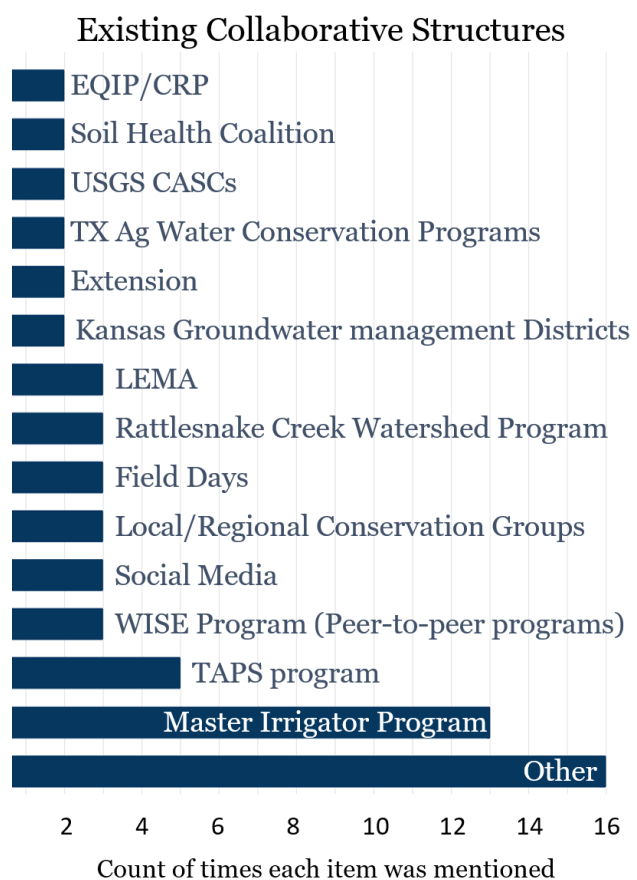 Existing Collaborative Structures
EQIP/CRP
Soil Health Coalition
USGS CASCs
TX Ag Water Conservation Programs
Extension
Kansas Groundwater management Districts
LEMA
Rattlesnake Creek Watershed Program
Field Days
Local/Regional Conservation Groups
Social Media
WISE Program (Peer-to-peer programs)
TAPS program
Master Irrigator Program
Other
2 4 6 8 10 12 14 16
Count of times each item was mentioned